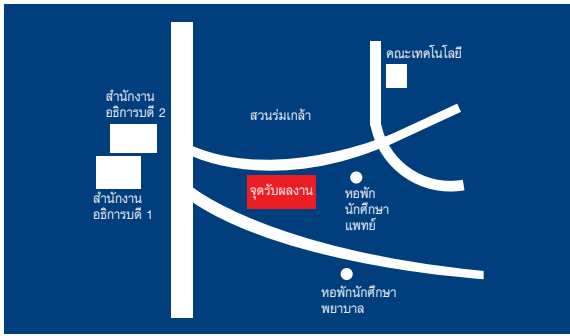 คณะเทคโนโลยี
สำนักงาน
อธิการบดี 2
สวนร่มเกล้า
จุดรับผลงาน
หอพัก
นักศึกษา
แพทย์
สำนักงาน
อธิการบดี 1
หอพักนักศึกษา
พยาบาล